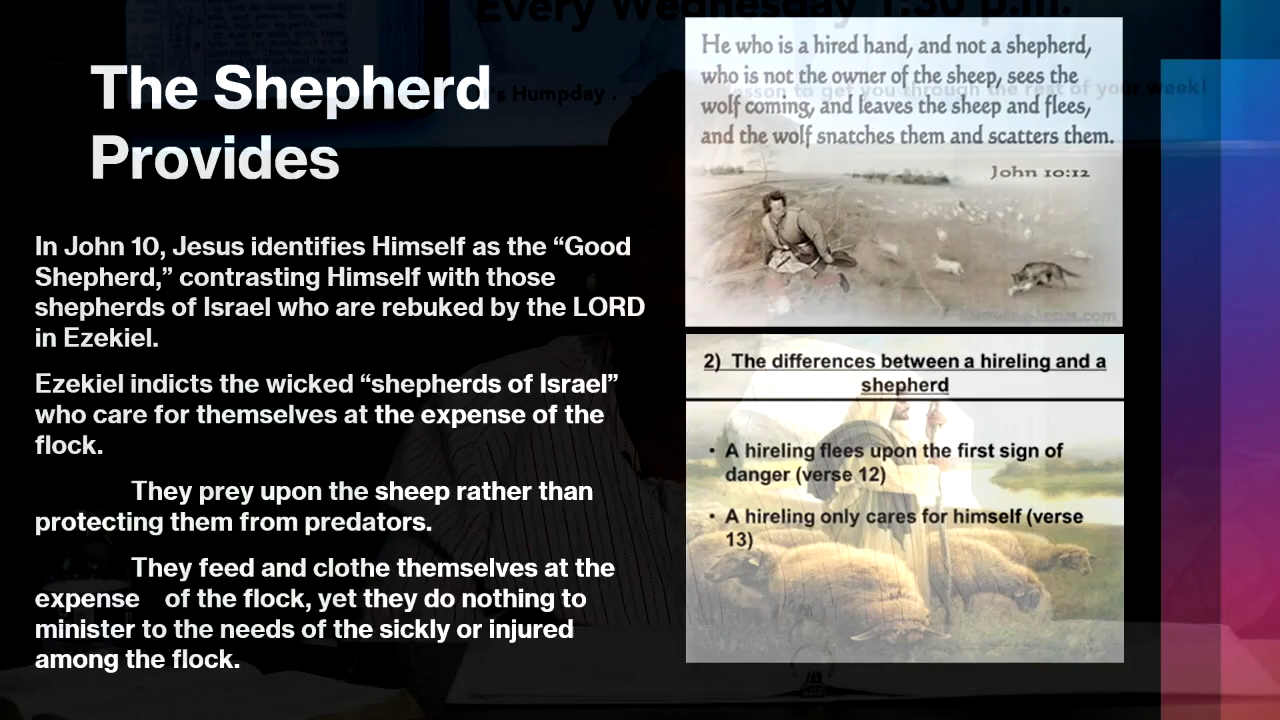 Every Wednesday 1:30 p.m.
The Shepherd
Provides
In John 10, Jesus identifies Himself as the “Good
Shepherd,” contrasting Himself with those
shepherds of Israel who are rebuked by the LORD
in Ezekiel.
Ezekiel indicts the wicked “shepherds of Israel”
who care for themselves at the expense of the
flock.
They prey upon the sheep rather than
protecting them from predators.
They feed and clothe themselves at the
expense of the flock, yet they do nothing to
minister to the needs of the sickly or injured
among the flock.
He who is a hired hand, and not a shepherd,
who is not the owner of the sheep, sees the
wolf coming, and leaves the sheep and flees,
and the wolf snatches them and scatters them.
John 10:12
Humpday . lesson to get you through the rest of your week!
2) The differences between a hireling and a
shepherd
• A hireling flees upon the first sign of
danger (verse 12)
• A hireling only cares for himself (verse
13)